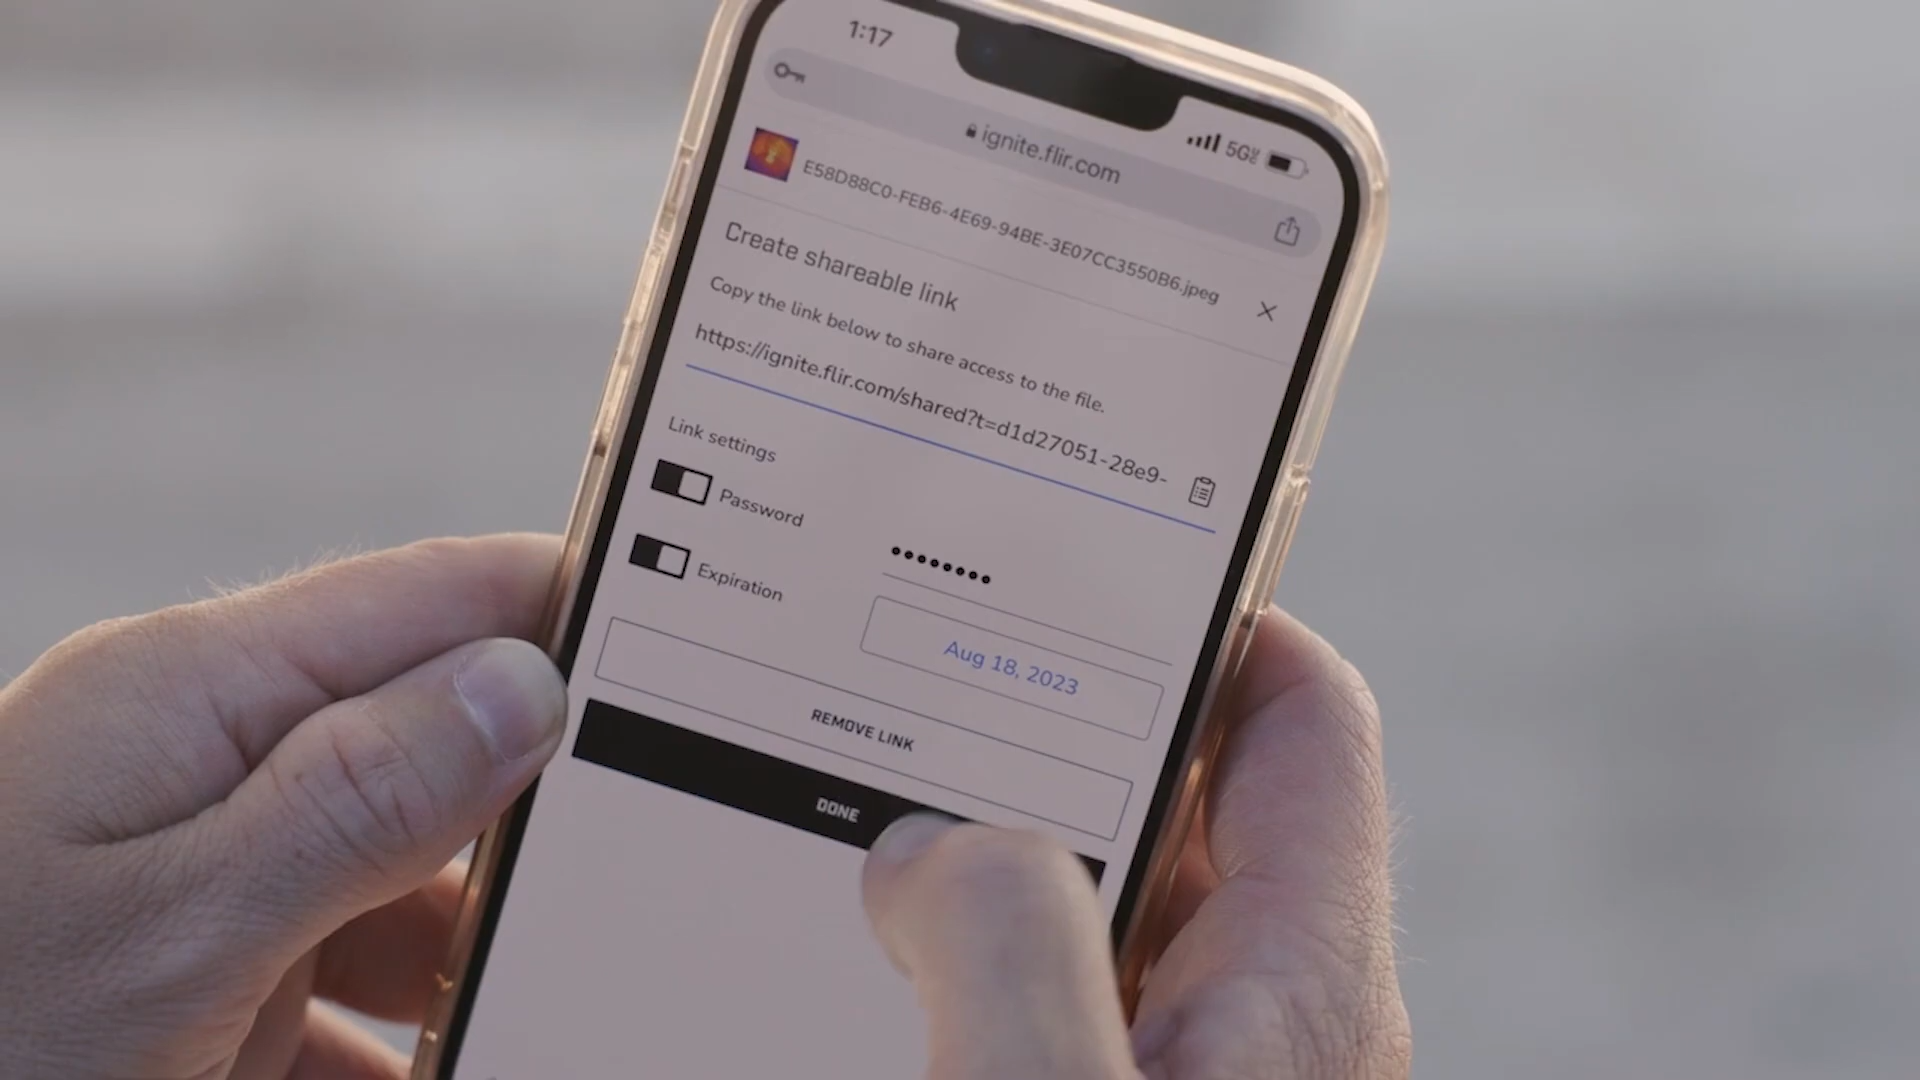 1:17
5G
ignite.flir.com
E58D88C0-FEB6-4E69-94BE-3E07CC3550B6.jpeg
Create shareable link
Copy the link below to share access to the file.
https://ignite.flir.com/shared?t=d1d27051-28e9-
Link settings
Password
••••••••
Expiration
Aug 18, 2023
REMOVE LINK
DONE